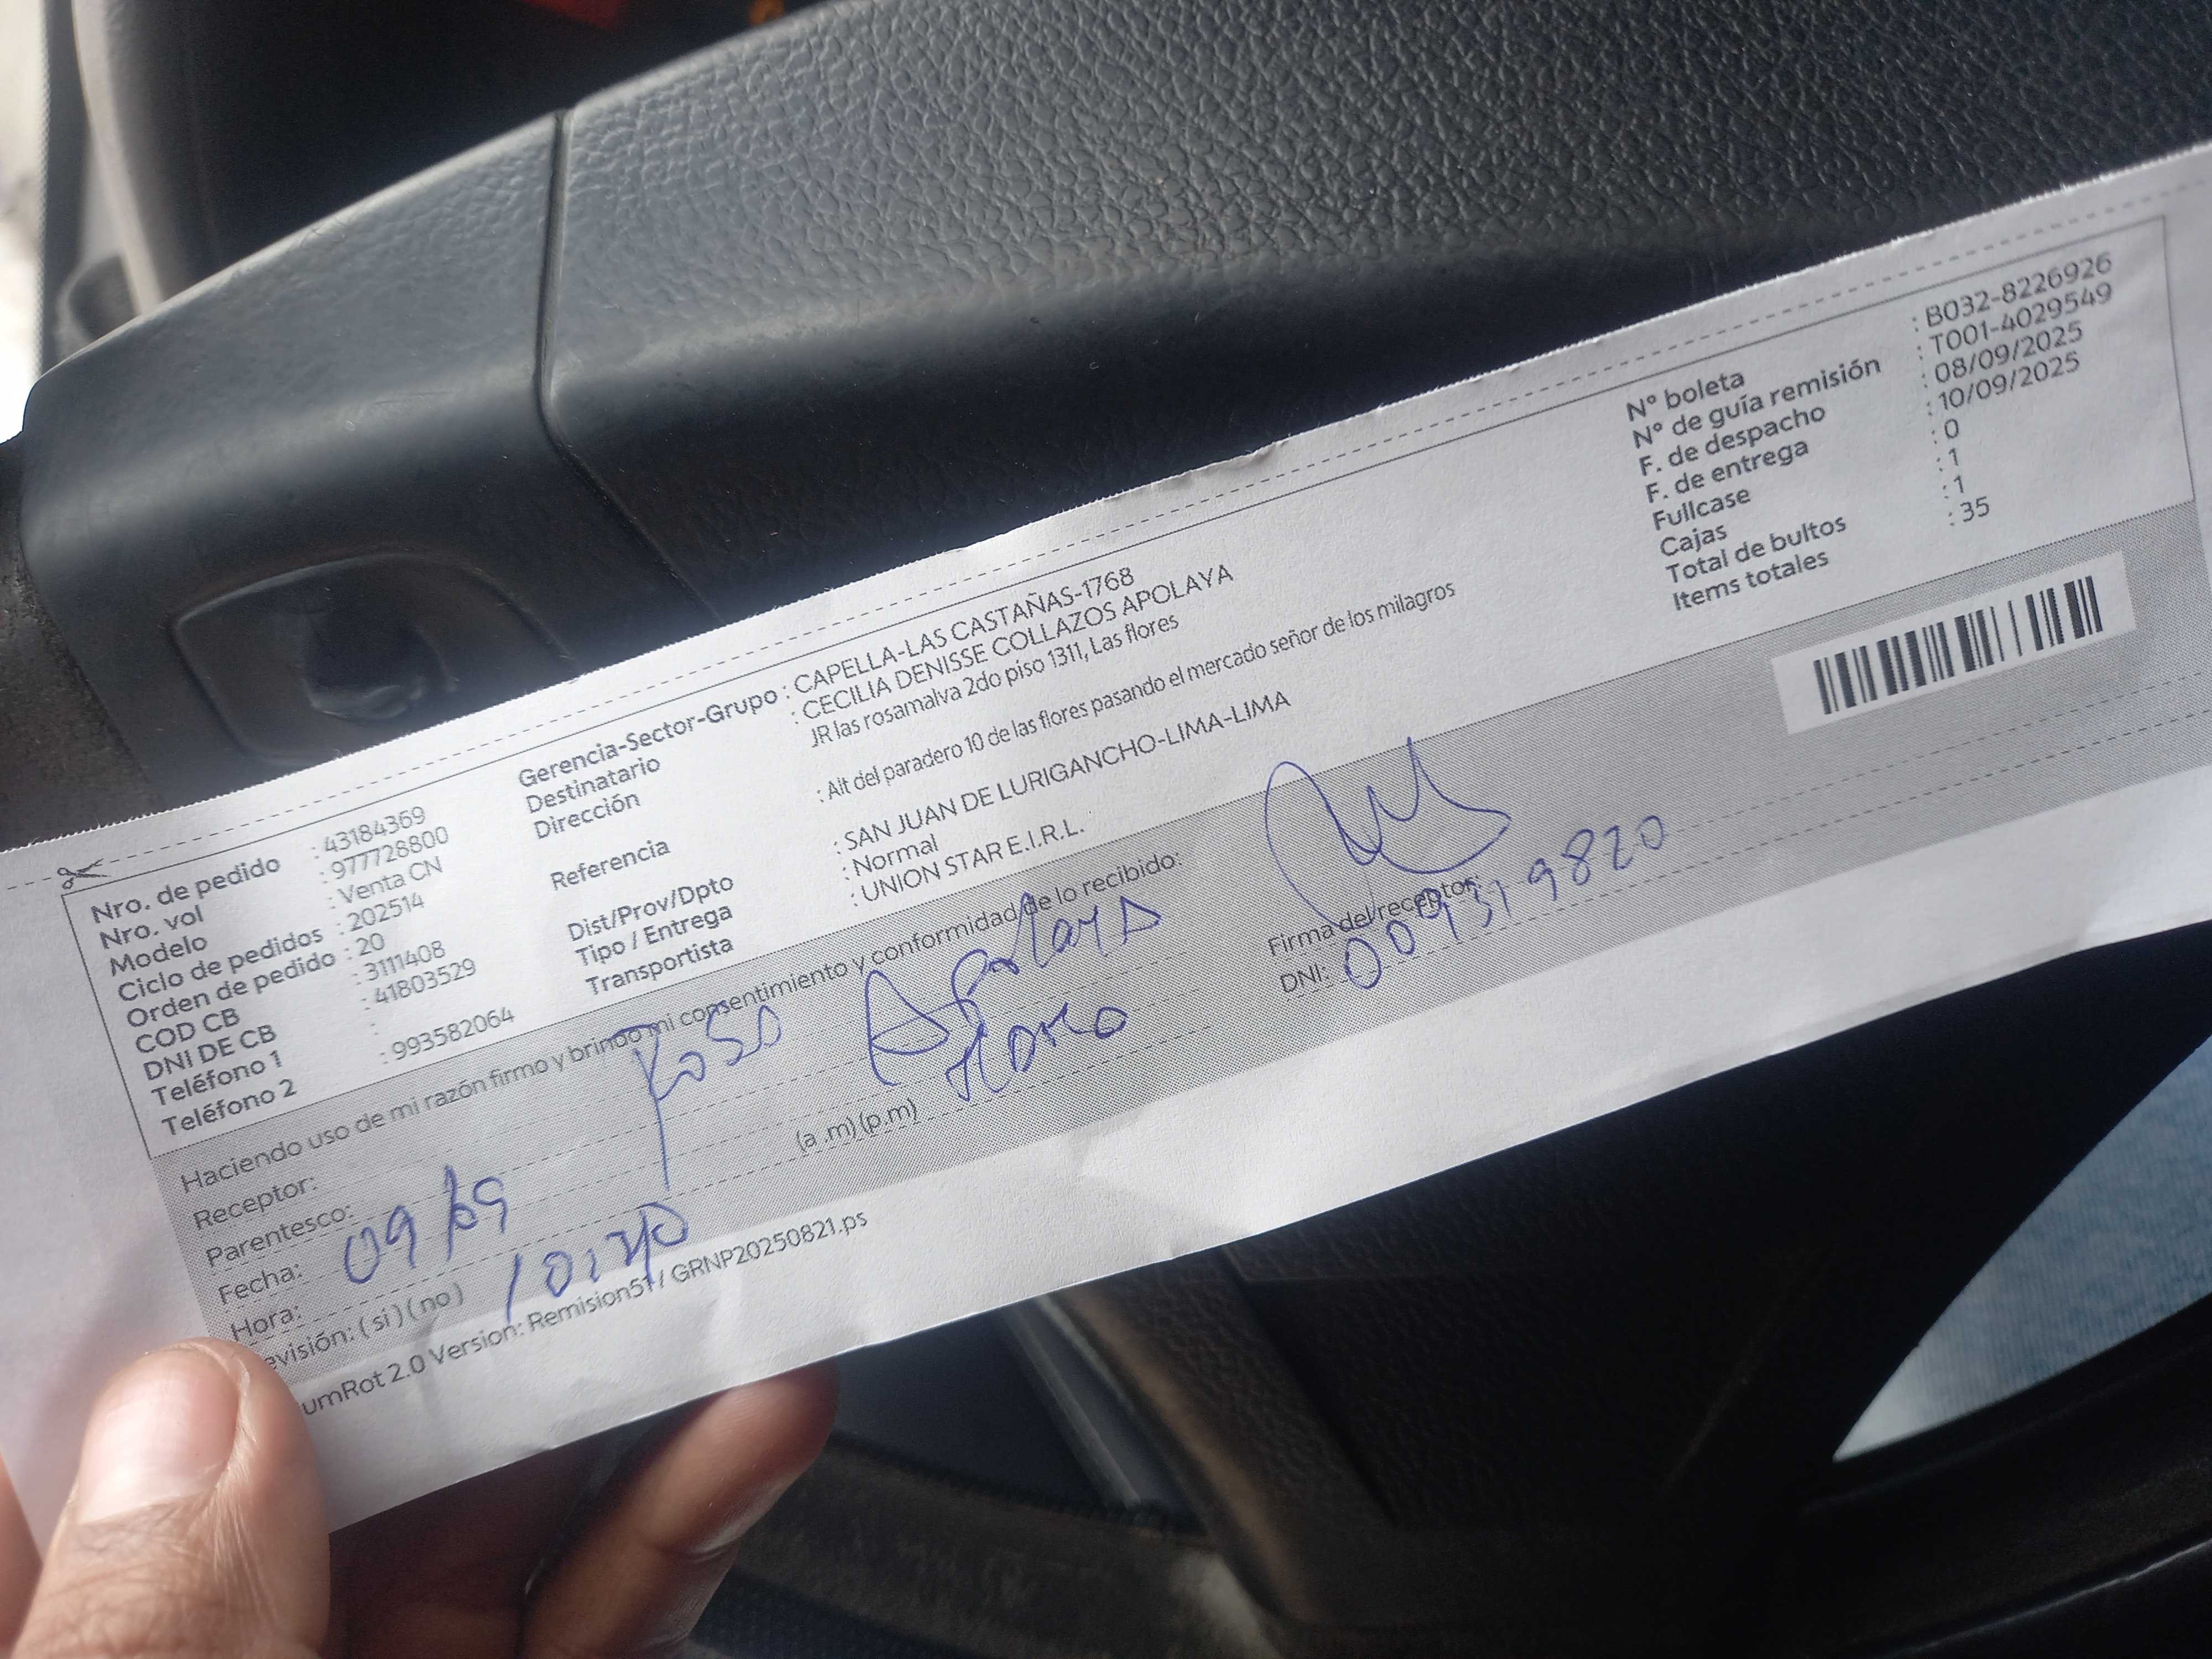 Nro. de pedido : 43184369
Nro. vol : 977728800
Modelo : Venta CN
Ciclo de pedidos : 202514
Orden de pedido : 20
COD CB : 3111408
DNI DE CB : 41803529
Teléfono 1 :
Teléfono 2 : 993582064
Gerencia-Sector-Grupo : CAPELLA-LAS CASTAÑAS-1768
Destinatario : CECILIA DENISSE COLLAZOS APOLAYA
Dirección JR las rosamalva 2do piso 1311, Las flores
Referencia : Alt del paradero 10 de las flores pasando el mercado señor de los milagros
Dist/Prov/Dpto : SAN JUAN DE LURIGANCHO-LIMA-LIMA
Tipo / Entrega : Normal
Transportista : UNION STAR E.I.R.L.
N° boleta : B032-8226926
N° de guía remisión : T001-4029549
F. de despacho : 08/09/2025
F. de entrega : 10/09/2025
Fullcase : 0
Cajas : 1
Total de bultos : 1
Items totales : 35
Haciendo uso de mi razón firmo y brindo mi consentimiento y conformidad de lo recibido:
Receptor: Apolaya
Parentesco:
Fecha: 09/09
Hora: (a .m) (p.m)
evisión: ( si ) ( no )
Firma del receptor:
DNI:
umRot 2.0 Version: Remision51 / GRNP20250821.ps